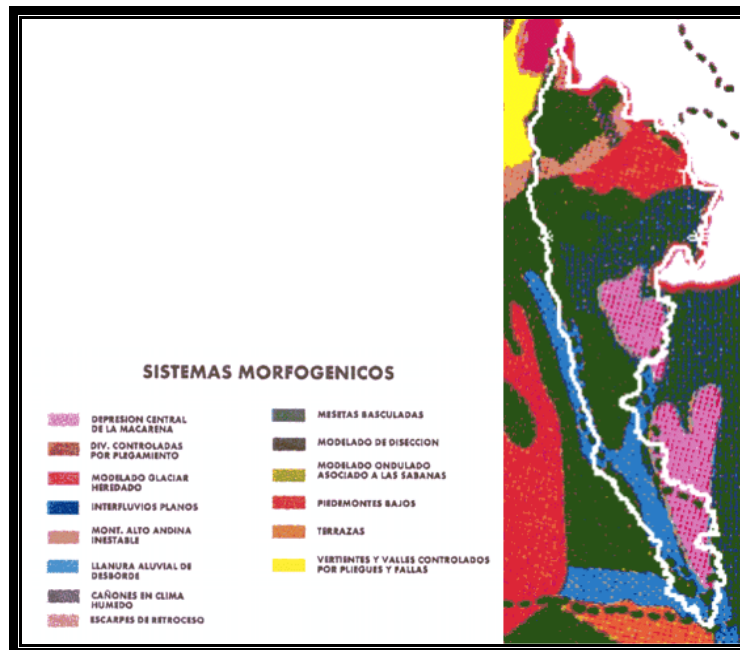 SISTEMAS MORFOGENICOS
DEPRESION CENTRAL
DE LA MACARENA
DIV. CONTROLADAS
POR PLEGAMIENTO
MODELADO GLACIAR
HEREDADO
INTERFLUVIOS PLANOS
MONT. ALTO ANDINA
INESTABLE
LLANURA ALUVIAL DE
DESBORDE
CAÑONES EN CLIMA
HUMEDO
ESCARPES DE RETROCESO
MESETAS BASCULADAS
MODELADO DE DISECCION
MODELADO ONDULADO
ASOCIADO A LAS SABANAS
PIEDEMONTES BAJOS
TERRAZAS
VERTIENTES Y VALLES CONTROLADOS
POR PLIEGUES Y FALLAS